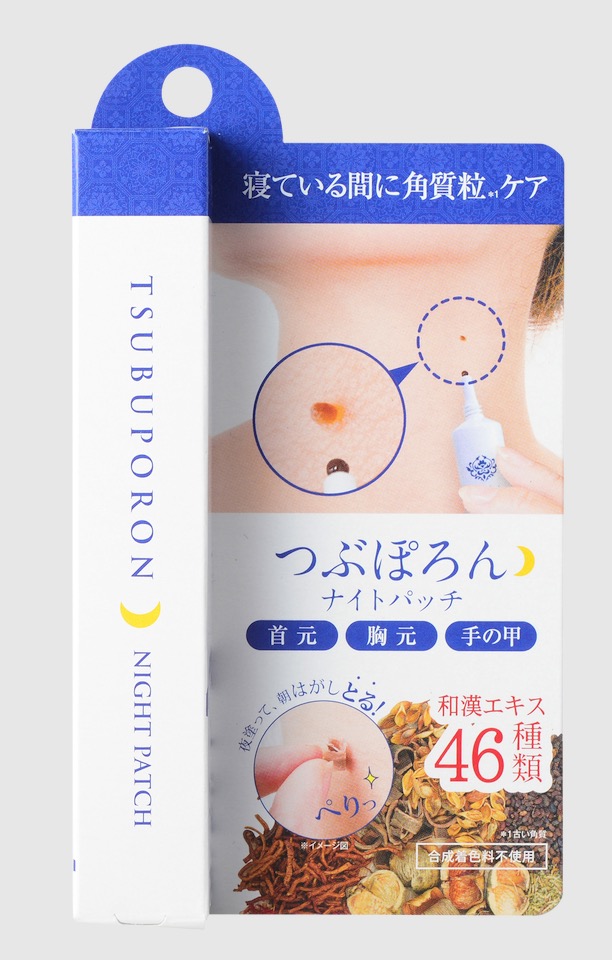 TSUBUPORON
NIGHT PATCH
寝ている間に角質粒※1ケア
つぶぽろん
ナイトパッチ
首元 胸元 手の甲
夜塗って、朝はがしとる!
ぺりっ
※イメージ図
和漢エキス
46種類
※1古い角質
合成着色料不使用